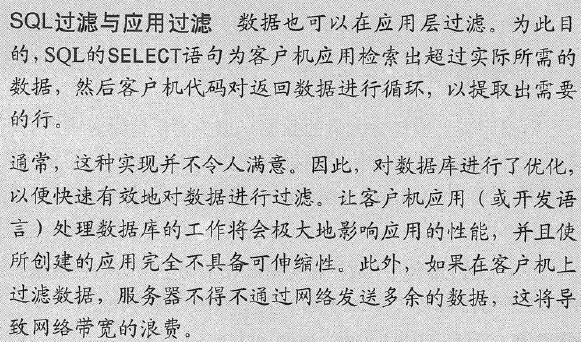 SQL过滤与应用过滤 数据也可以在应用层过滤。为此目
的，SQL的SELECT语句为客户机应用检索出超过实际所需的
数据，然后客户机代码对返回数据进行循环，以提取出需要
的行。
通常，这种实现并不令人满意。因此，对数据库进行了优化，
以便快速有效地对数据进行过滤。让客户机应用（或开发语
言）处理数据库的工作将会极大地影响应用的性能，并且使
所创建的应用完全不具备可伸缩性。此外，如果在客户机上
过滤数据，服务器不得不通过网络发送多余的数据，这将导
致网络带宽的浪费。